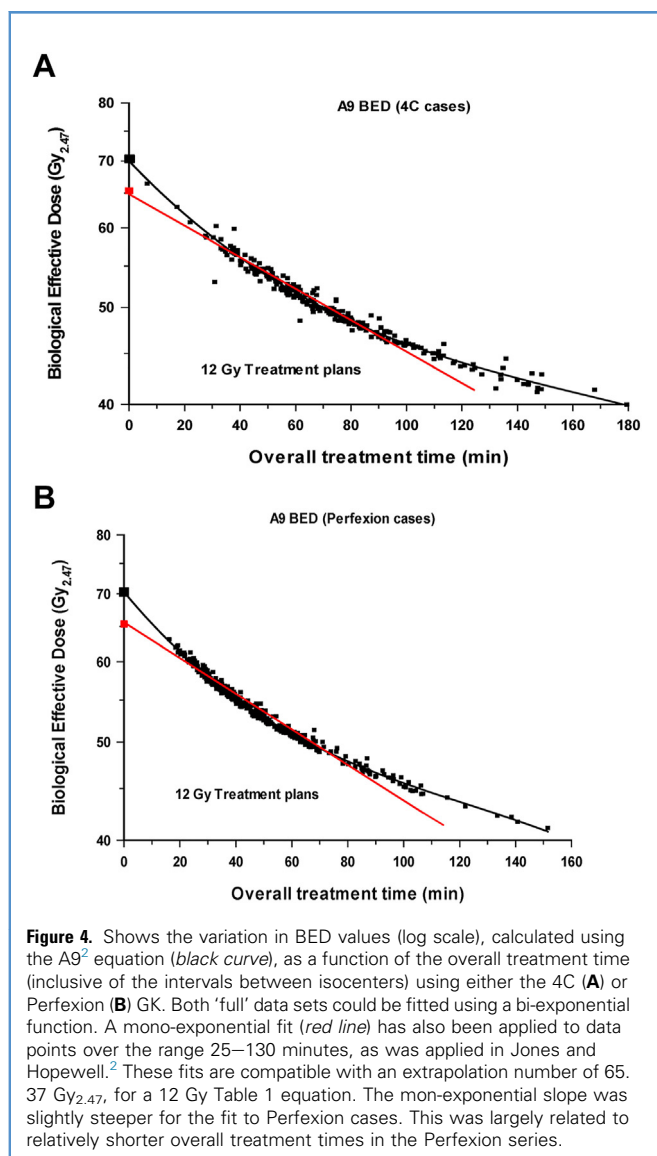 A
A9 BED (4C cases)
Biological Effective Dose (Gy2.47)
80
70
60
50
40
12 Gy Treatment plans
0 20 40 60 80 100 120 140 160 180
Overall treatment time (min)
B
A9 BED (Perfexion cases)
Biological Effective Dose (Gy2.47)
80
70
60
50
40
12 Gy Treatment plans
0 20 40 60 80 100 120 140 160
Overall treatment time (min)
Figure 4. Shows the variation in BED values (log scale), calculated using
the A9² equation (black curve), as a function of the overall treatment time
(inclusive of the intervals between isocenters) using either the 4C (A) or
Perfexion (B) GK. Both 'full' data sets could be fitted using a bi-exponential
function. A mono-exponential fit (red line) has also been applied to data
points over the range 25–130 minutes, as was applied in Jones and
Hopewell.² These fits are compatible with an extrapolation number of 65.
37 Gy2.47, for a 12 Gy Table 1 equation. The mon-exponential slope was
slightly steeper for the fit to Perfexion cases. This was largely related to
relatively shorter overall treatment times in the Perfexion series.